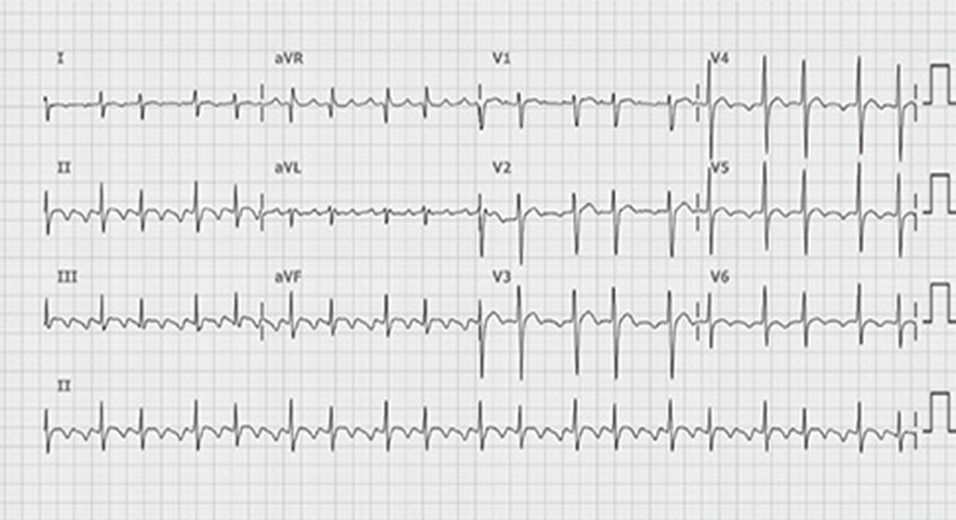 I aVR V1 V4
II aVL V2 V5
III aVF V3 V6
II